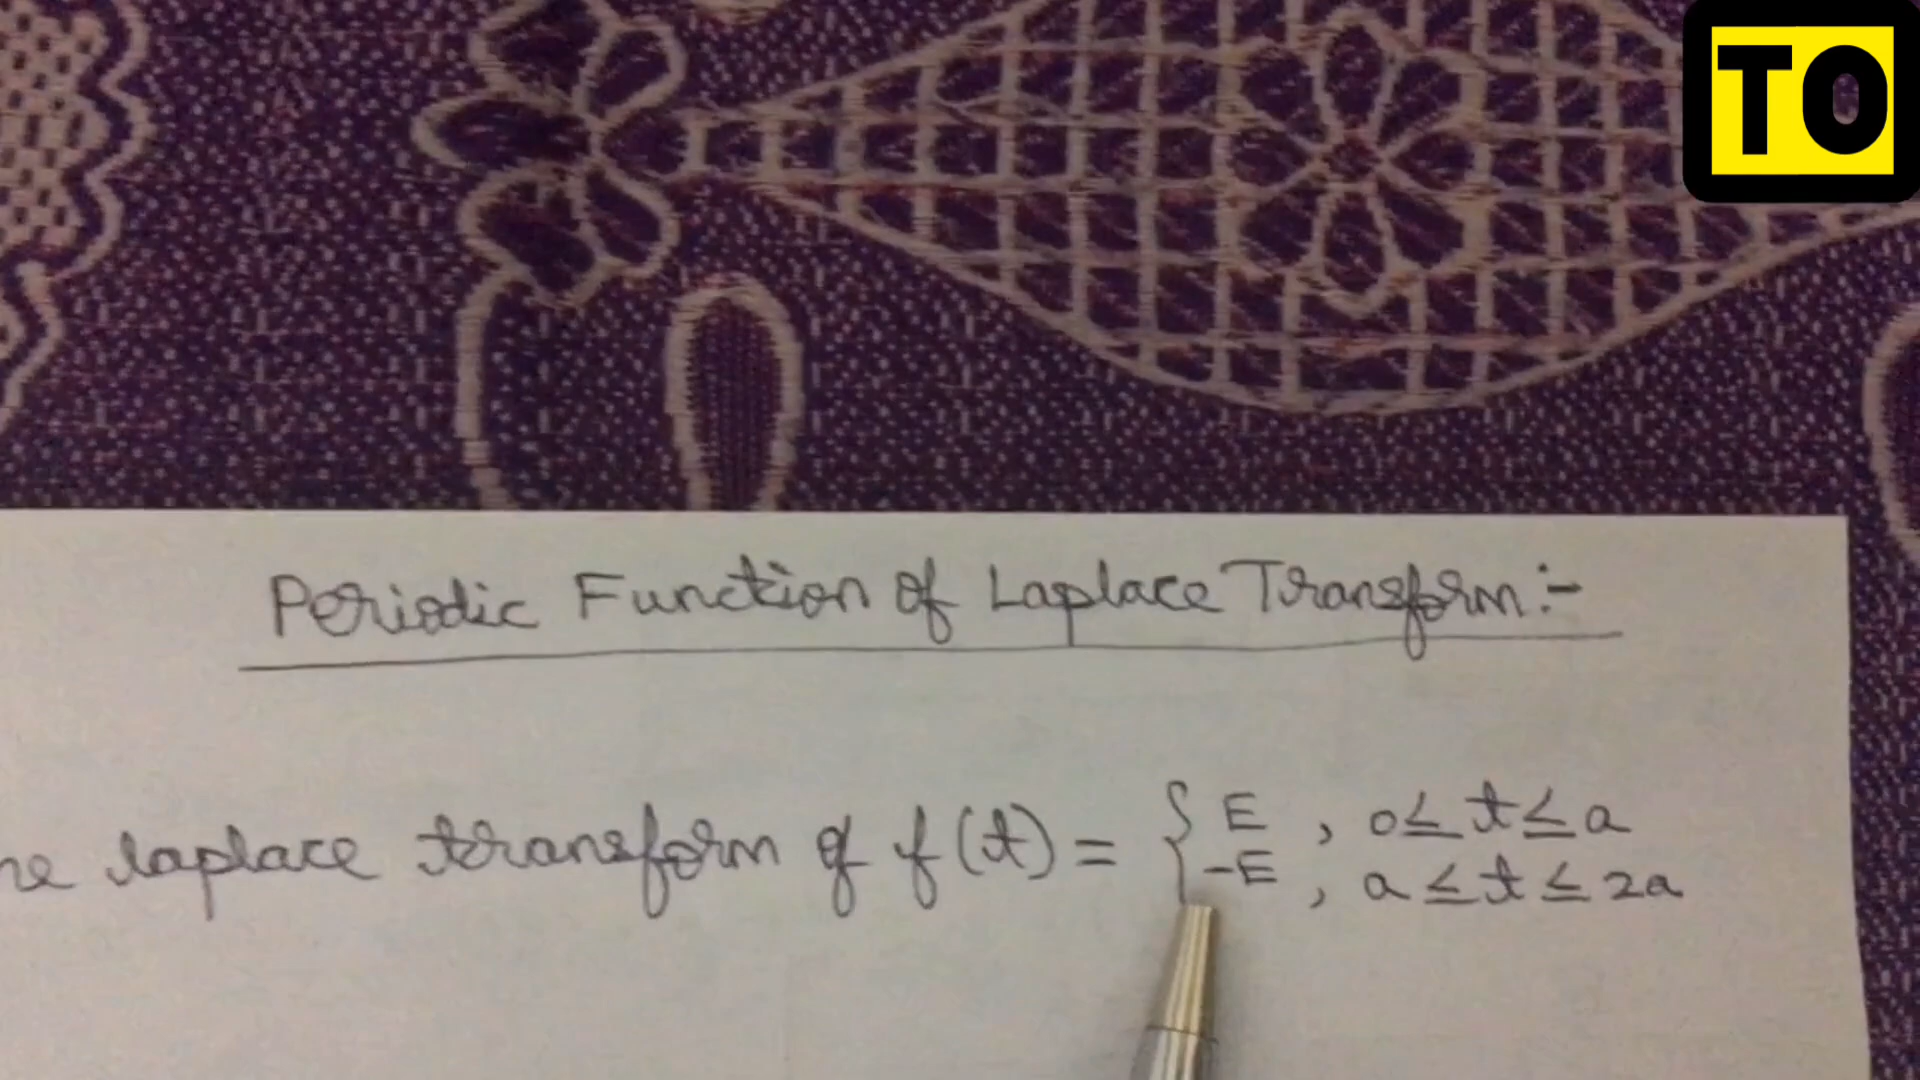 TO
Periodic Function of Laplace Transform:-
laplace transform of f(t) = { E , 0≤ t ≤ a
-E , a ≤ t ≤ 2a